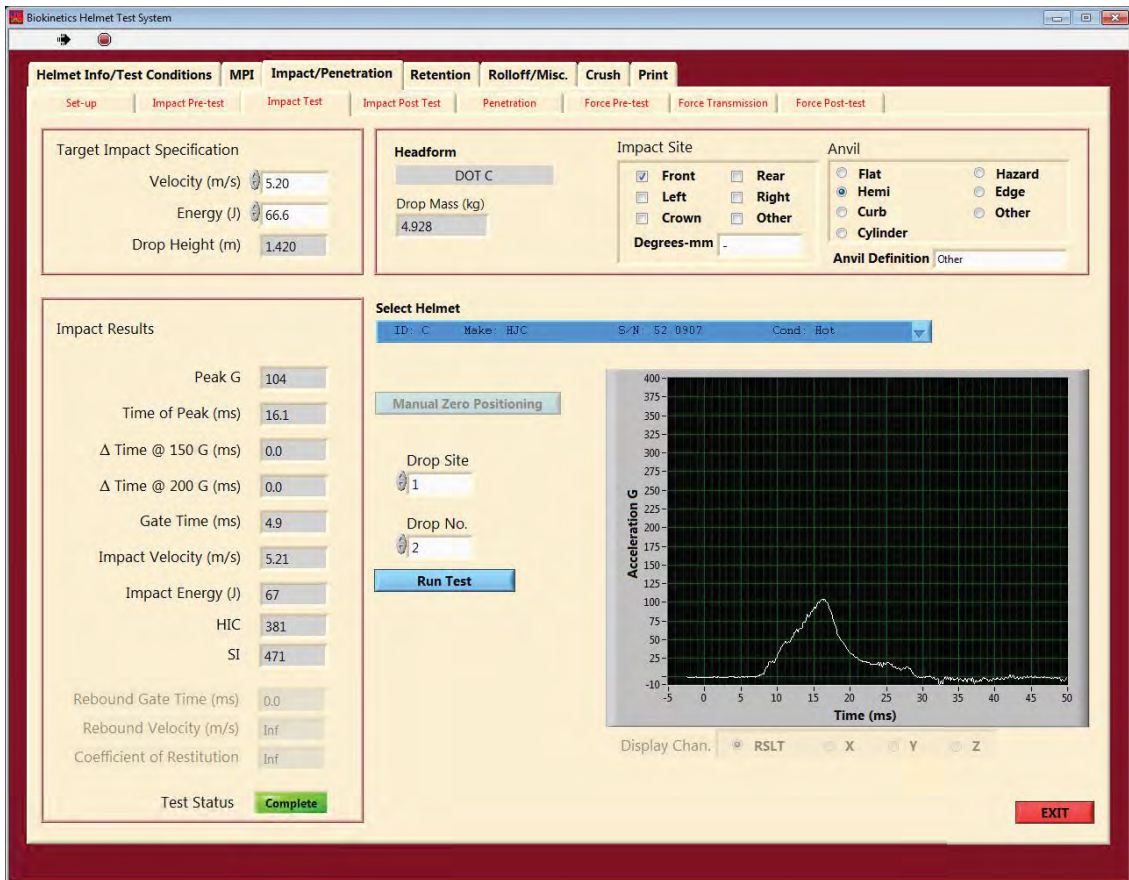 Biokinetics Helmet Test System
Helmet Info/Test Conditions MPI Impact/Penetration Retention Rolloff/Misc. Crush Print
Set-up Impact Pre-test Impact Test Impact Post Test Penetration Force Pre-test Force Transmission Force Post-test
Target Impact Specification
Velocity (m/s) 5.20
Energy (J) 66.6
Drop Height (m) 1.420
Headform
DOT C
Drop Mass (kg)
4.928
Impact Site
Front Rear
Left Right
Crown Other
Degrees-mm -
Anvil
Flat Hazard
Hemi Edge
Curb Other
Cylinder
Anvil Definition Other
Select Helmet
ID: C Make: HJC S/N: 52 0907 Cond: Hot
Impact Results
Peak G 104
Time of Peak (ms) 16.1
Δ Time @ 150 G (ms) 0.0
Δ Time @ 200 G (ms) 0.0
Gate Time (ms) 4.9
Impact Velocity (m/s) 5.21
Impact Energy (J) 67
HIC 381
SI 471
Rebound Gate Time (ms) 0.0
Rebound Velocity (m/s) Inf
Coefficient of Restitution Inf
Test Status Complete
Manual Zero Positioning
Drop Site
1
Drop No.
2
Run Test
Acceleration G
400
375
350
325
300
275
250
225
200
175
150
125
100
75
50
25
-10
-5 0 5 10 15 20 25 30 35 40 45 50
Time (ms)
Display Chan. RSLT X Y Z
EXIT